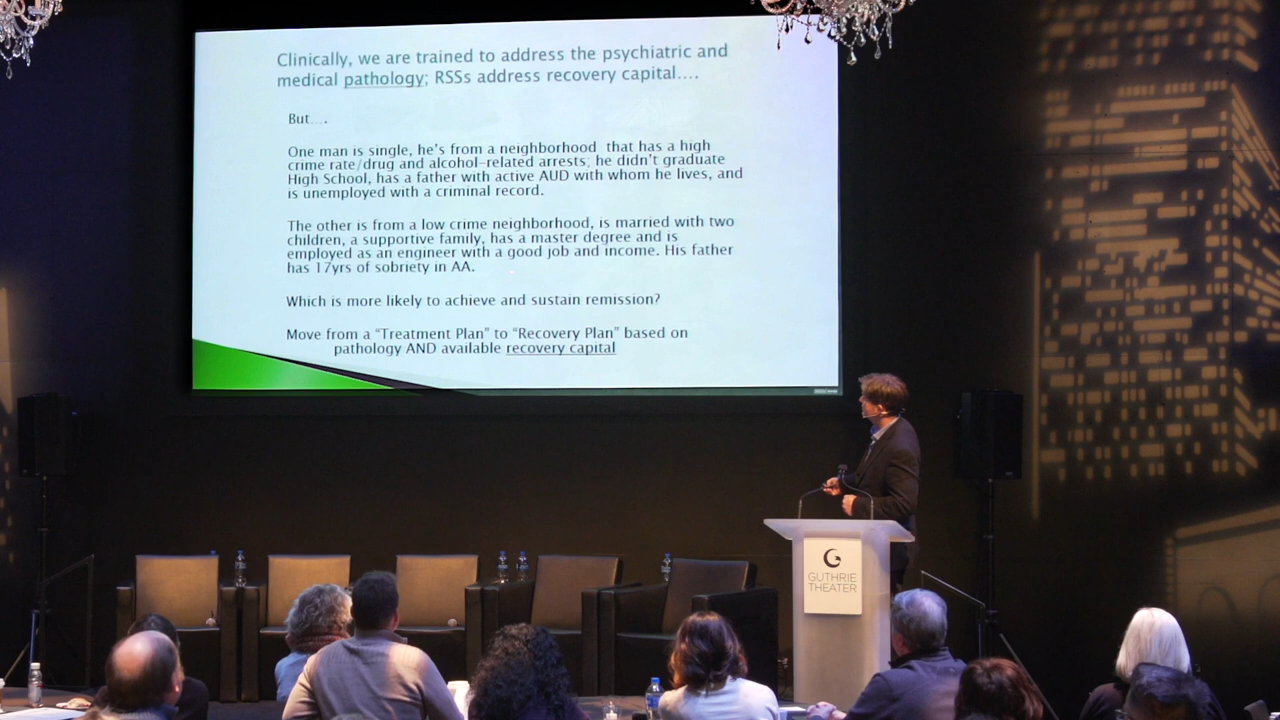 Clinically, we are trained to address the psychiatric and
medical pathology; RSSs address recovery capital....
But....
One man is single, he's from a neighborhood that has a high
crime rate/drug and alcohol-related arrests; he didn't graduate
High School, has a father with active AUD with whom he lives, and
is unemployed with a criminal record.
The other is from a low crime neighborhood, is married with two
children, a supportive family, has a master degree and is
employed as an engineer with a good job and income. His father
has 17yrs of sobriety in AA.
Which is more likely to achieve and sustain remission?
Move from a "Treatment Plan" to "Recovery Plan" based on
pathology AND available recovery capital
GUTHRIE
THEATER